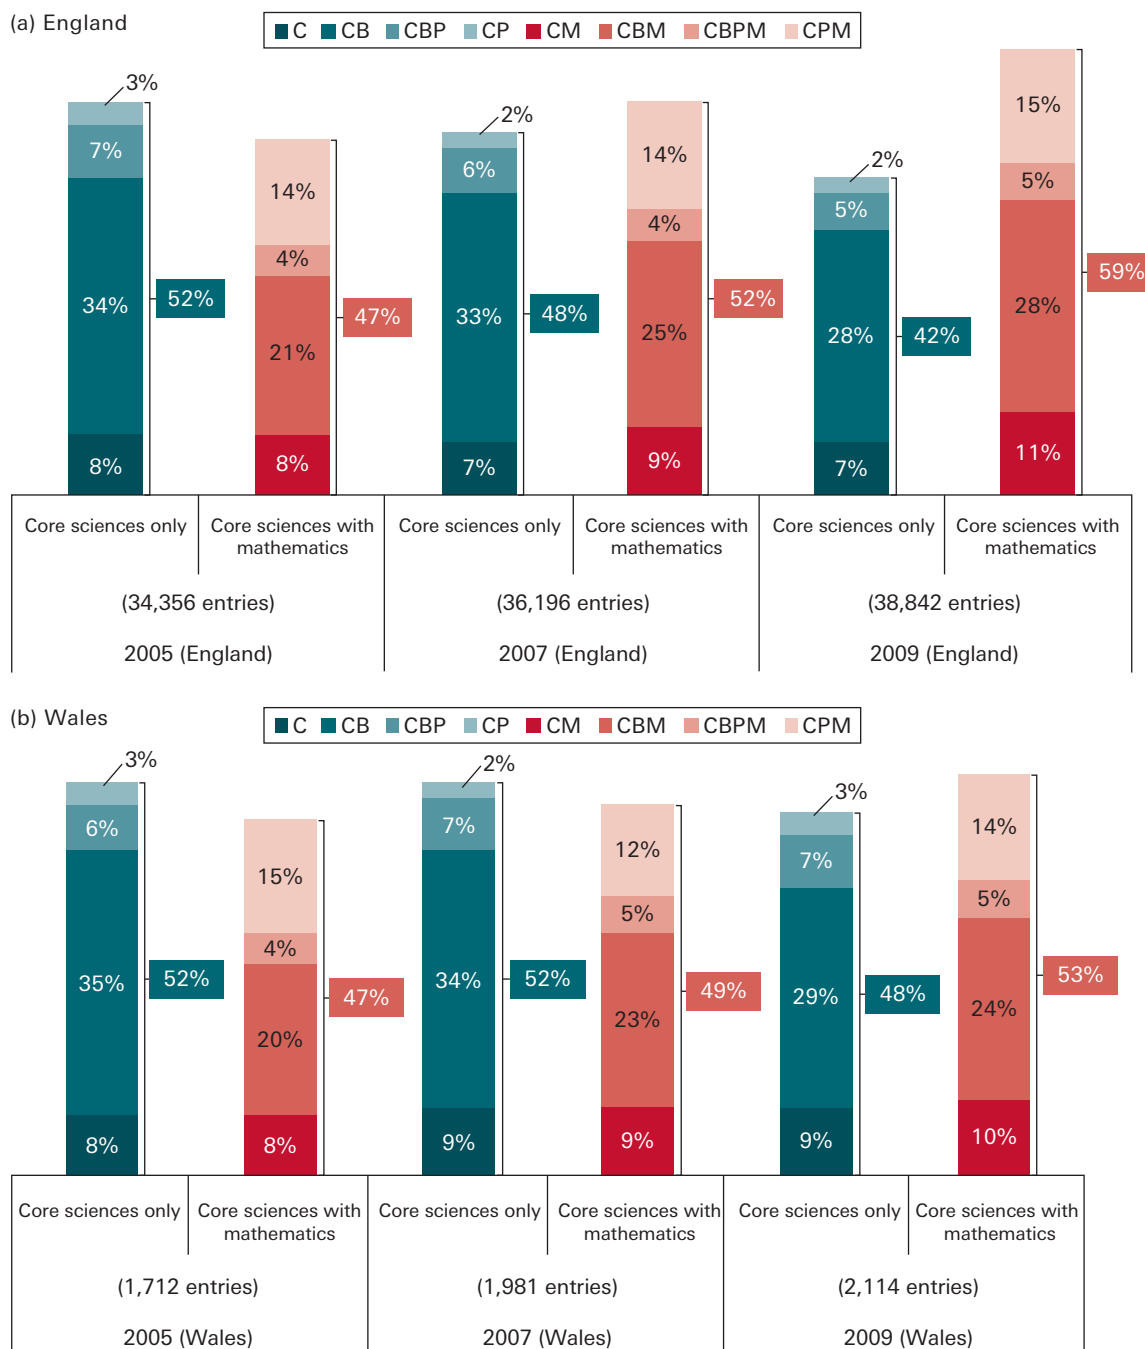 (a) England
C CB CBP CP CM CBM CBPM CPM
3%
7%
34%
8%
52%
14%
4%
21%
8%
47%
2%
6%
33%
7%
48%
14%
4%
25%
9%
52%
2%
5%
28%
7%
42%
15%
5%
28%
11%
59%
Core sciences only
Core sciences with
mathematics
Core sciences only
Core sciences with
mathematics
Core sciences only
Core sciences with
mathematics
(34,356 entries)
(36,196 entries)
(38,842 entries)
2005 (England)
2007 (England)
2009 (England)
(b) Wales
C CB CBP CP CM CBM CBPM CPM
3%
6%
35%
8%
52%
15%
4%
20%
8%
47%
2%
7%
34%
9%
52%
12%
5%
23%
9%
49%
3%
7%
29%
9%
48%
14%
5%
24%
10%
53%
Core sciences only
Core sciences with
mathematics
Core sciences only
Core sciences with
mathematics
Core sciences only
Core sciences with
mathematics
(1,712 entries)
(1,981 entries)
(2,114 entries)
2005 (Wales)
2007 (Wales)
2009 (Wales)